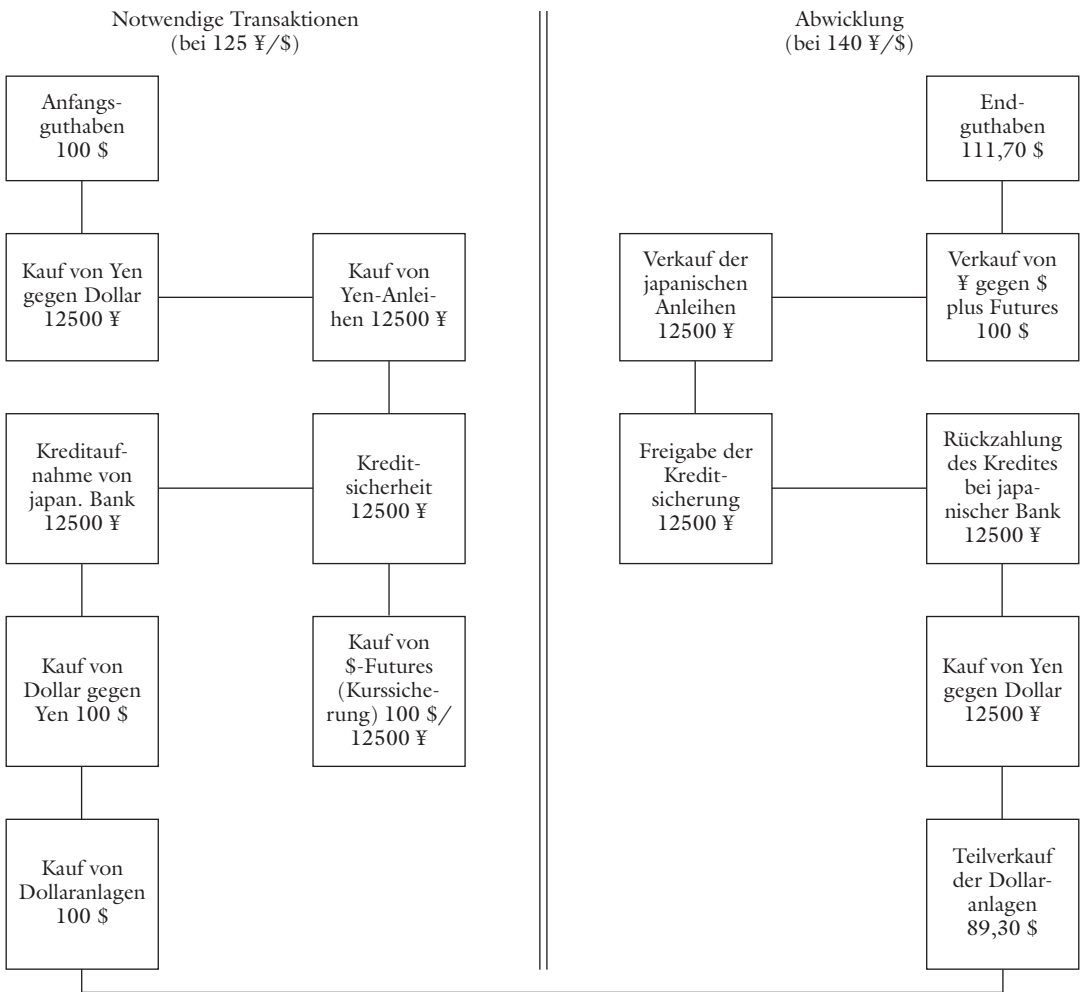 Notwendige Transaktionen
(bei 125 ¥/$)
Anfangs-
guthaben
100 $
Kauf von Yen
gegen Dollar
12500 ¥
Kauf von
Yen-Anlei-
hen 12500 ¥
Kreditauf-
nahme von
japan. Bank
12500 ¥
Kredit-
sicherheit
12500 ¥
Kauf von
Dollar gegen
Yen 100 $
Kauf von
$-Futures
(Kurssiche-
rung) 100 $/
12500 ¥
Kauf von
Dollaranlagen
100 $
Abwicklung
(bei 140 ¥/$)
End-
guthaben
111,70 $
Verkauf der
japanischen
Anleihen
12500 ¥
Verkauf von
¥ gegen $
plus Futures
100 $
Freigabe der
Kredit-
sicherung
12500 ¥
Rückzahlung
des Kredites
bei japa-
nischer Bank
12500 ¥
Kauf von Yen
gegen Dollar
12500 ¥
Teilverkauf
der Dollar-
anlagen
89,30 $